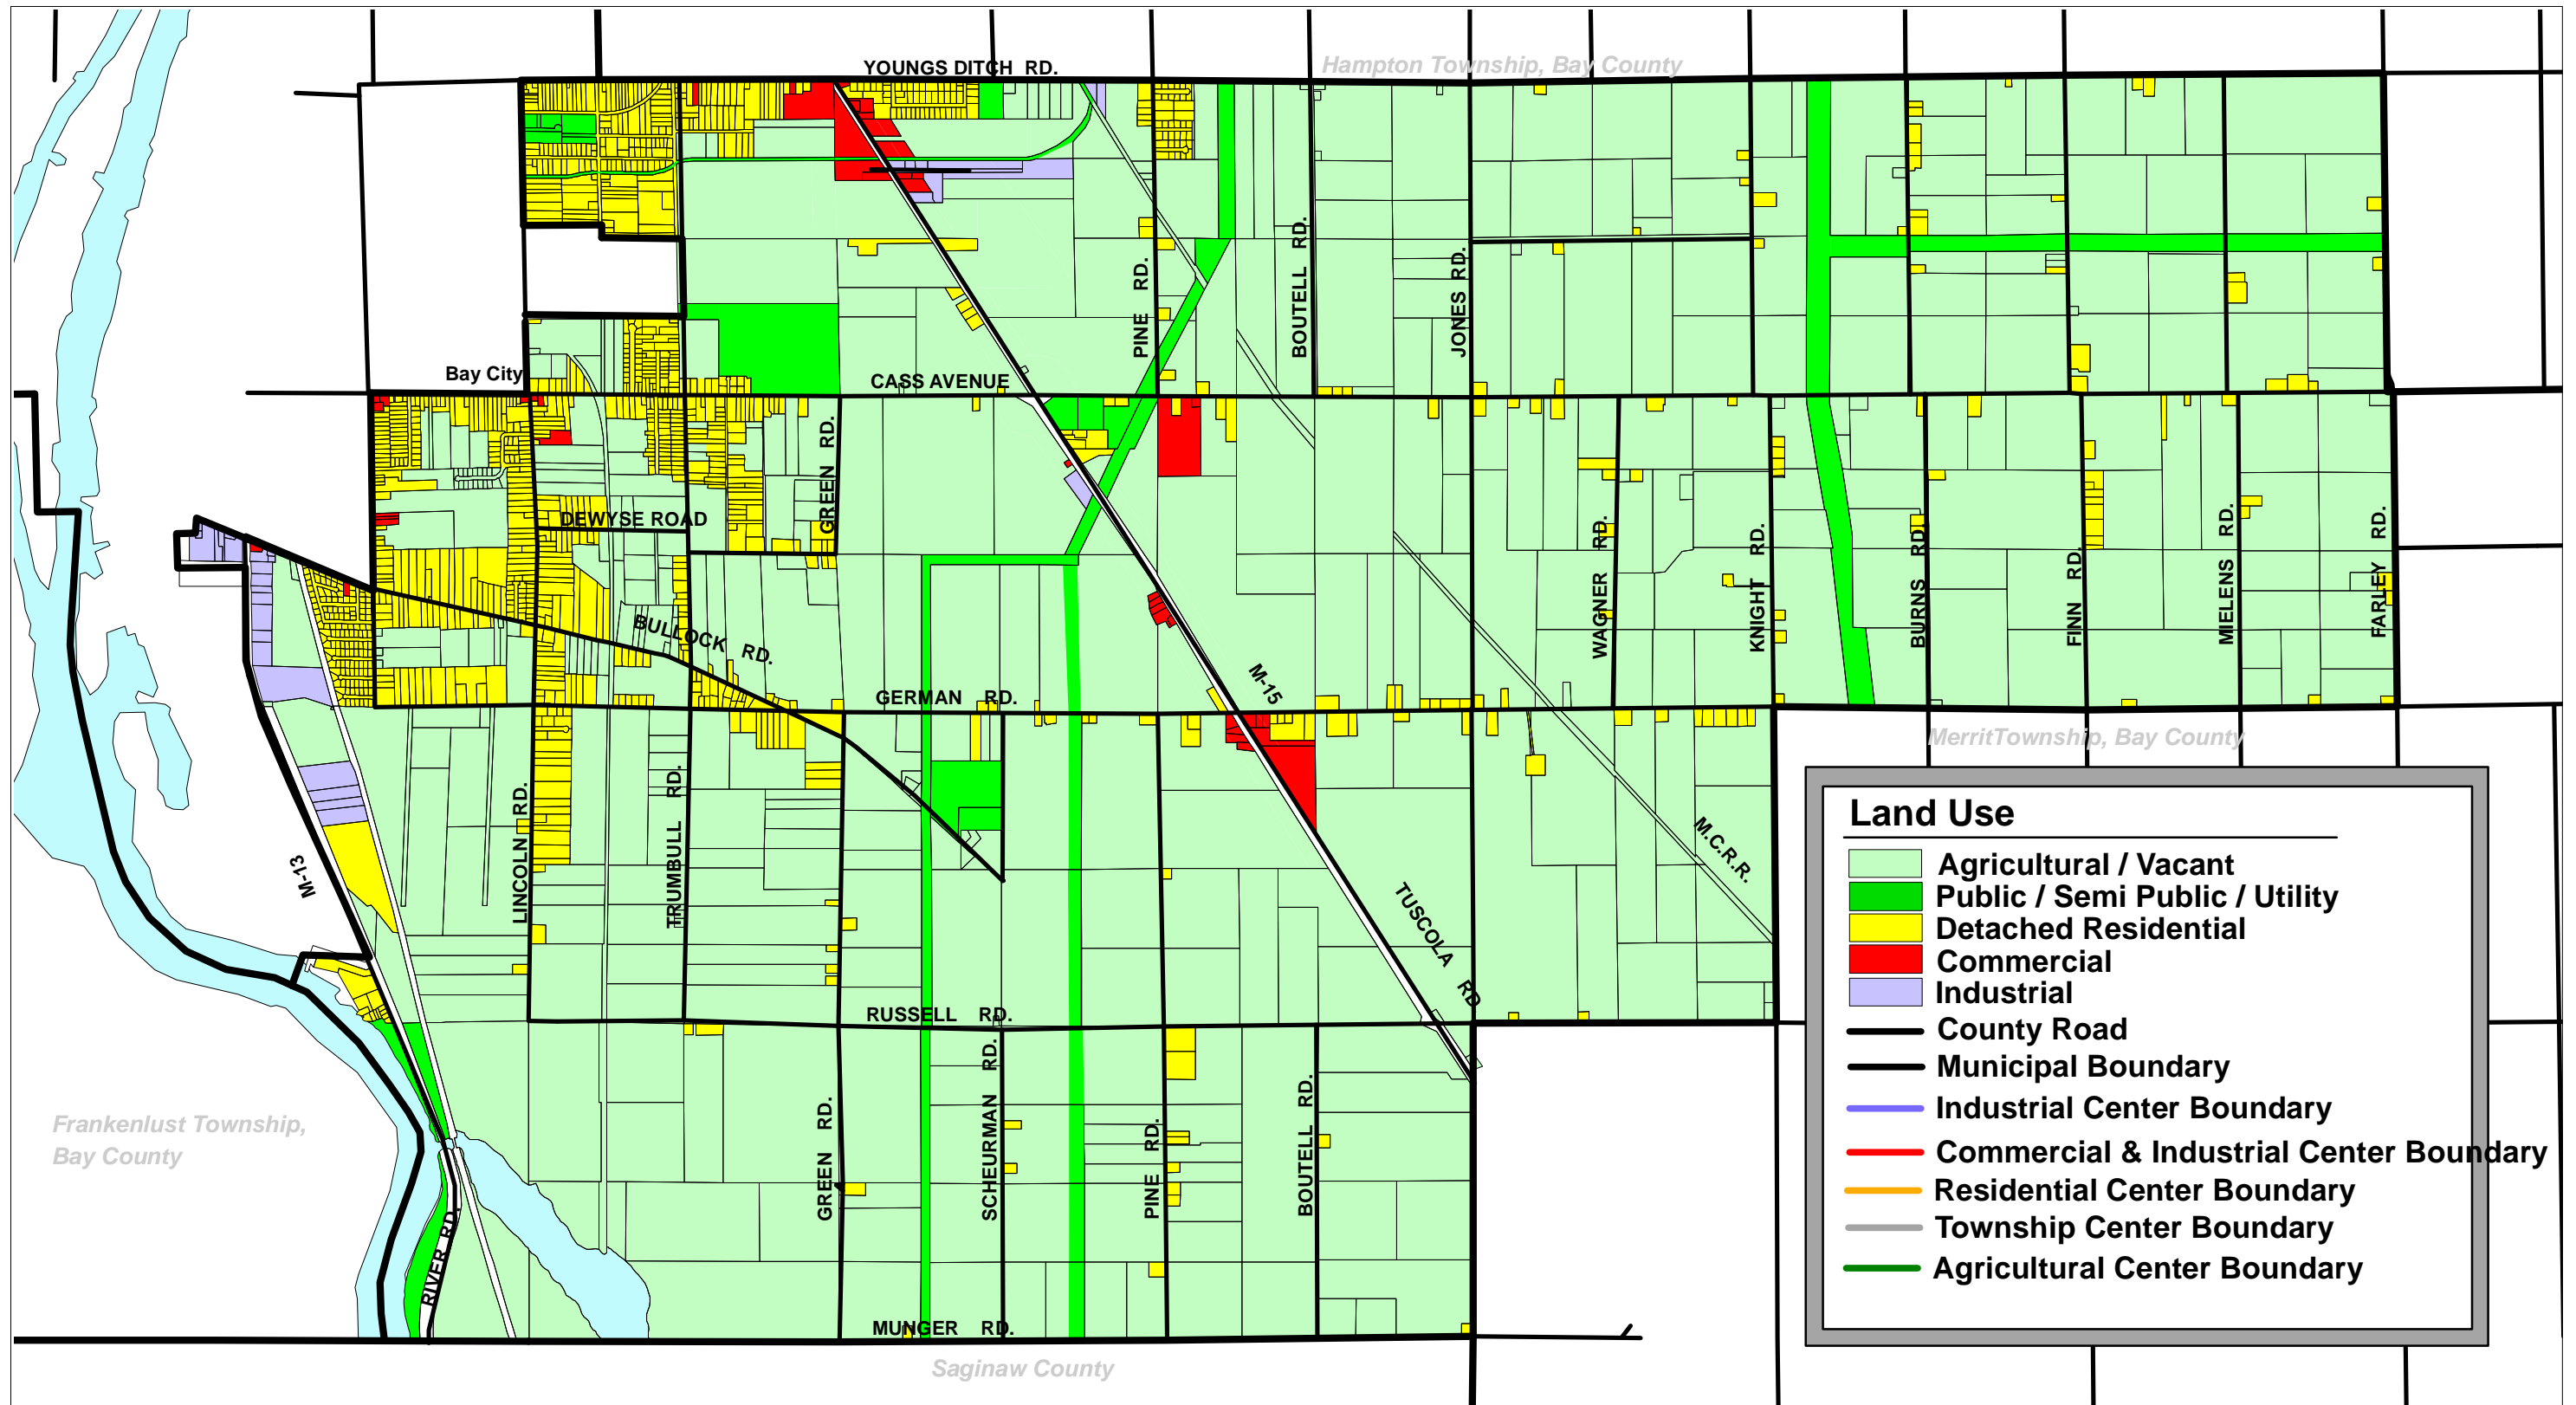 YOUNGS DITCH RD.
Hampton Township, Bay County
PINE RD.
BOUTELL RD.
JONES RD.
Bay City
CASS AVENUE
GREEN RD.
DEWYSE ROAD
WAGNER RD.
KNIGHT RD.
BURNS RD.
FINN RD.
MIELENS RD.
FARLEY RD.
BULLOCK RD.
GERMAN RD.
M-15
MerritTownship, Bay County
LINCOLN RD.
TRUMBULL RD.
M-13
M.C.R.R.
TUSCOLA RD
RUSSELL RD.
Frankenlust Township,
Bay County
RIVER RD.
GREEN RD.
SCHEURMAN RD.
PINE RD.
BOUTELL RD.
MUNGER RD.
Saginaw County
Land Use
Agricultural / Vacant
Public / Semi Public / Utility
Detached Residential
Commercial
Industrial
County Road
Municipal Boundary
Industrial Center Boundary
Commercial & Industrial Center Boundary
Residential Center Boundary
Township Center Boundary
Agricultural Center Boundary